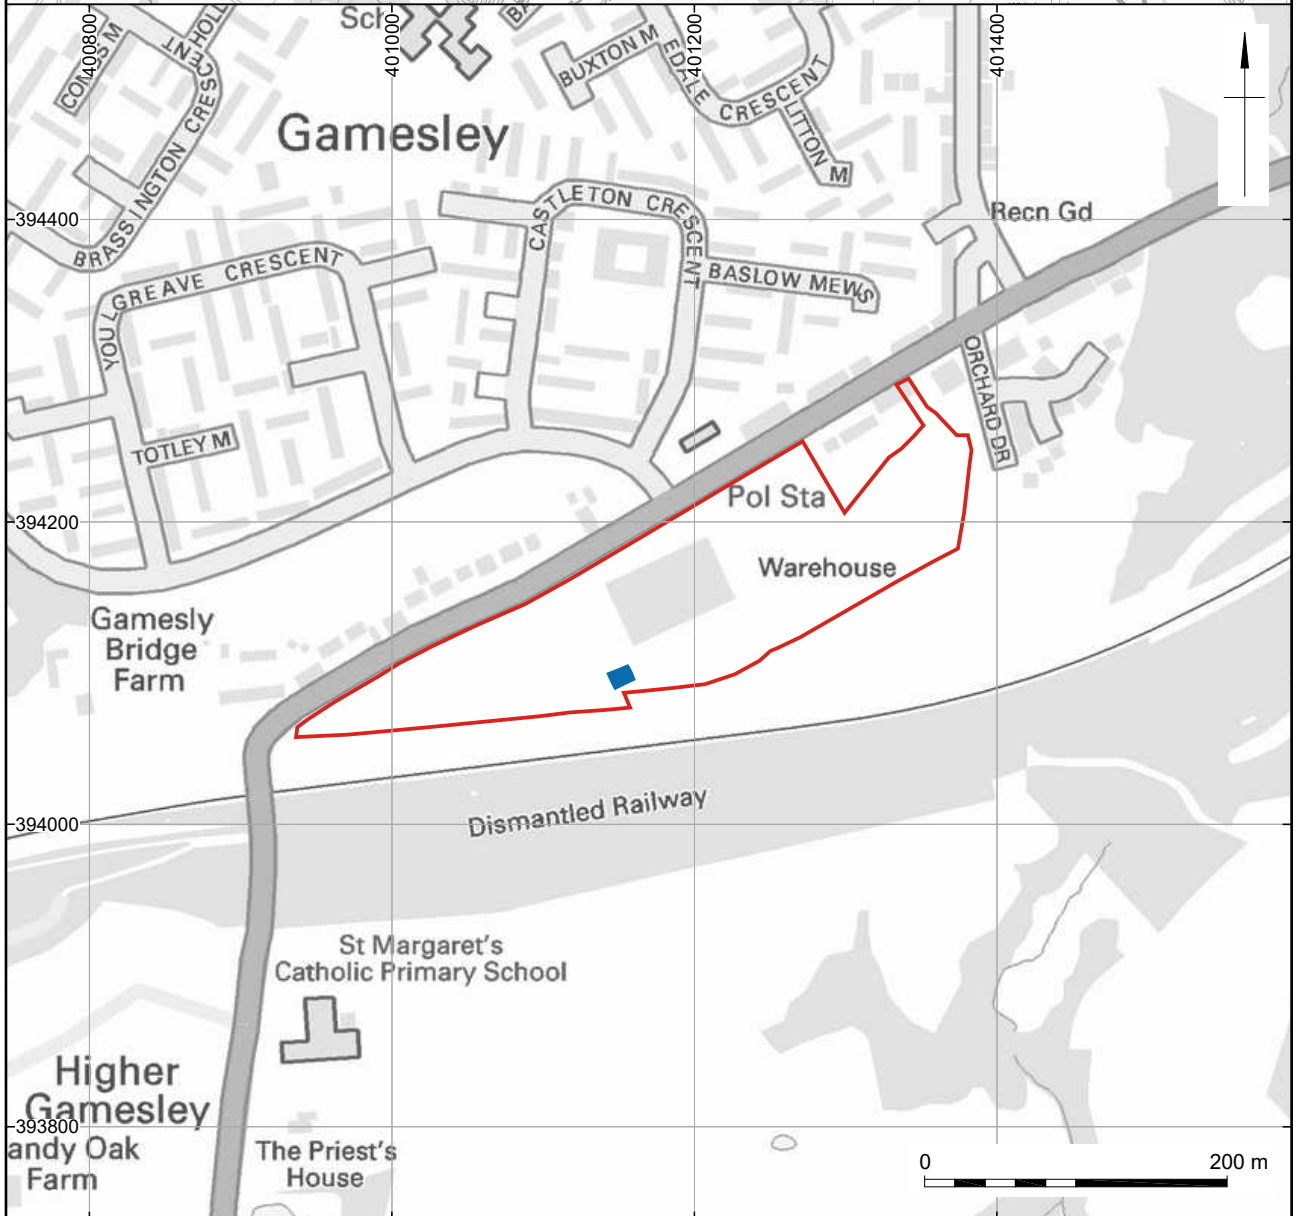 Sch
400800
401000
401200
401400
HOLL
BUXTON M
EDALE CRESCENT
LITTON M
BRASSINGTON CRESCENT
Gamesley
CASTLETON CRESCENT
Recn Gd
394400
YOULGREAVE CRESCENT
BASLOW MEWS
ORCHARD DR
TOTLEY M
Pol Sta
394200
Warehouse
Gamesly
Bridge
Farm
Dismantled Railway
394000
St Margaret's
Catholic Primary School
Higher
Gamesley
393800
andy Oak
Farm
The Priest's
House
0
200 m